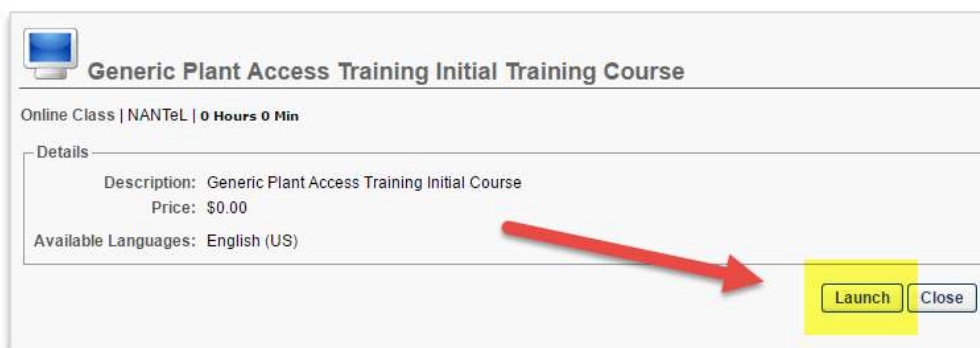 Generic Plant Access Training Initial Training Course
Online Class | NANTeL | 0 Hours 0 Min
Details
Description: Generic Plant Access Training Initial Course
Price: $0.00
Available Languages: English (US)
Launch Close